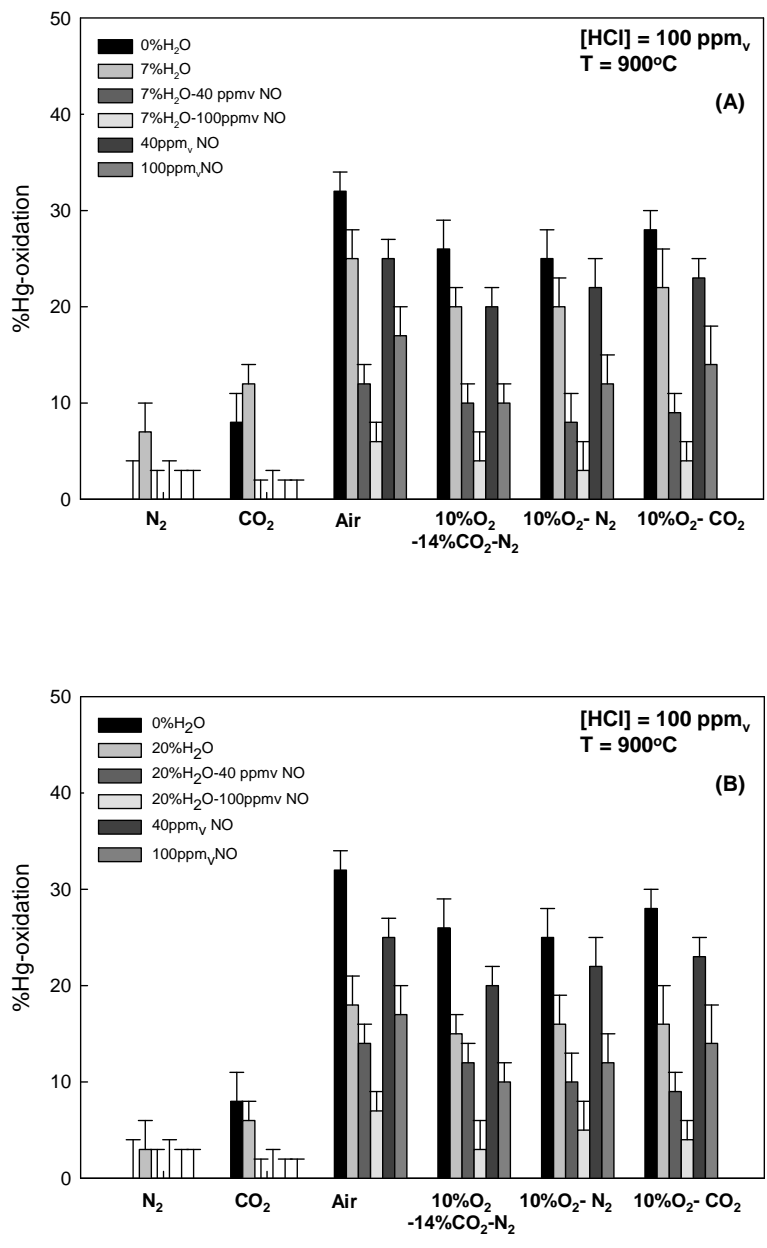 50
40
30
20
10
0
%Hg-oxidation
0%H₂O
7%H₂O
7%H₂O-40 ppmv NO
7%H₂O-100ppmv NO
40ppmᵥ NO
100ppmᵥNO
[HCl] = 100 ppmᵥ
T = 900ᵒC
(A)
N₂
CO₂
Air
10%O₂
-14%CO₂-N₂
10%O₂- N₂
10%O₂- CO₂
50
40
30
20
10
0
%Hg-oxidation
0%H₂O
20%H₂O
20%H₂O-40 ppmv NO
20%H₂O-100ppmv NO
40ppmᵥ NO
100ppmᵥNO
[HCl] = 100 ppmᵥ
T = 900ᵒC
(B)
N₂
CO₂
Air
10%O₂
-14%CO₂-N₂
10%O₂- N₂
10%O₂- CO₂